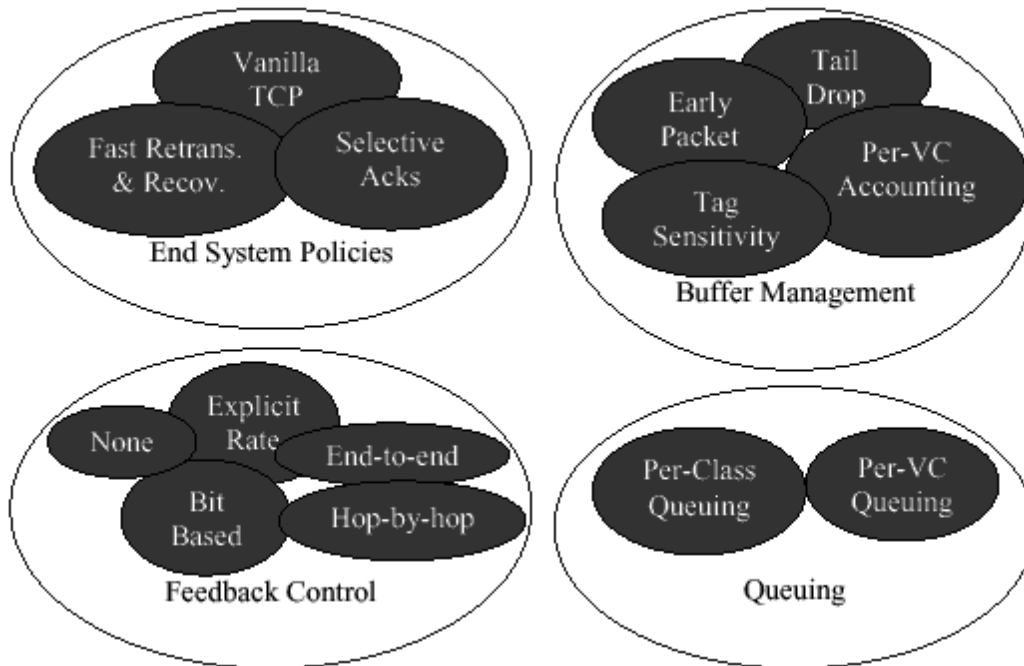 Vanilla
TCP
Fast Retrans.
& Recov.
Selective
Acks
End System Policies
Tail
Drop
Early
Packet
Per-VC
Accounting
Tag
Sensitivity
Buffer Management
Explicit
Rate
None
End-to-end
Bit
Based
Hop-by-hop
Feedback Control
Per-Class
Queuing
Per-VC
Queuing
Queuing